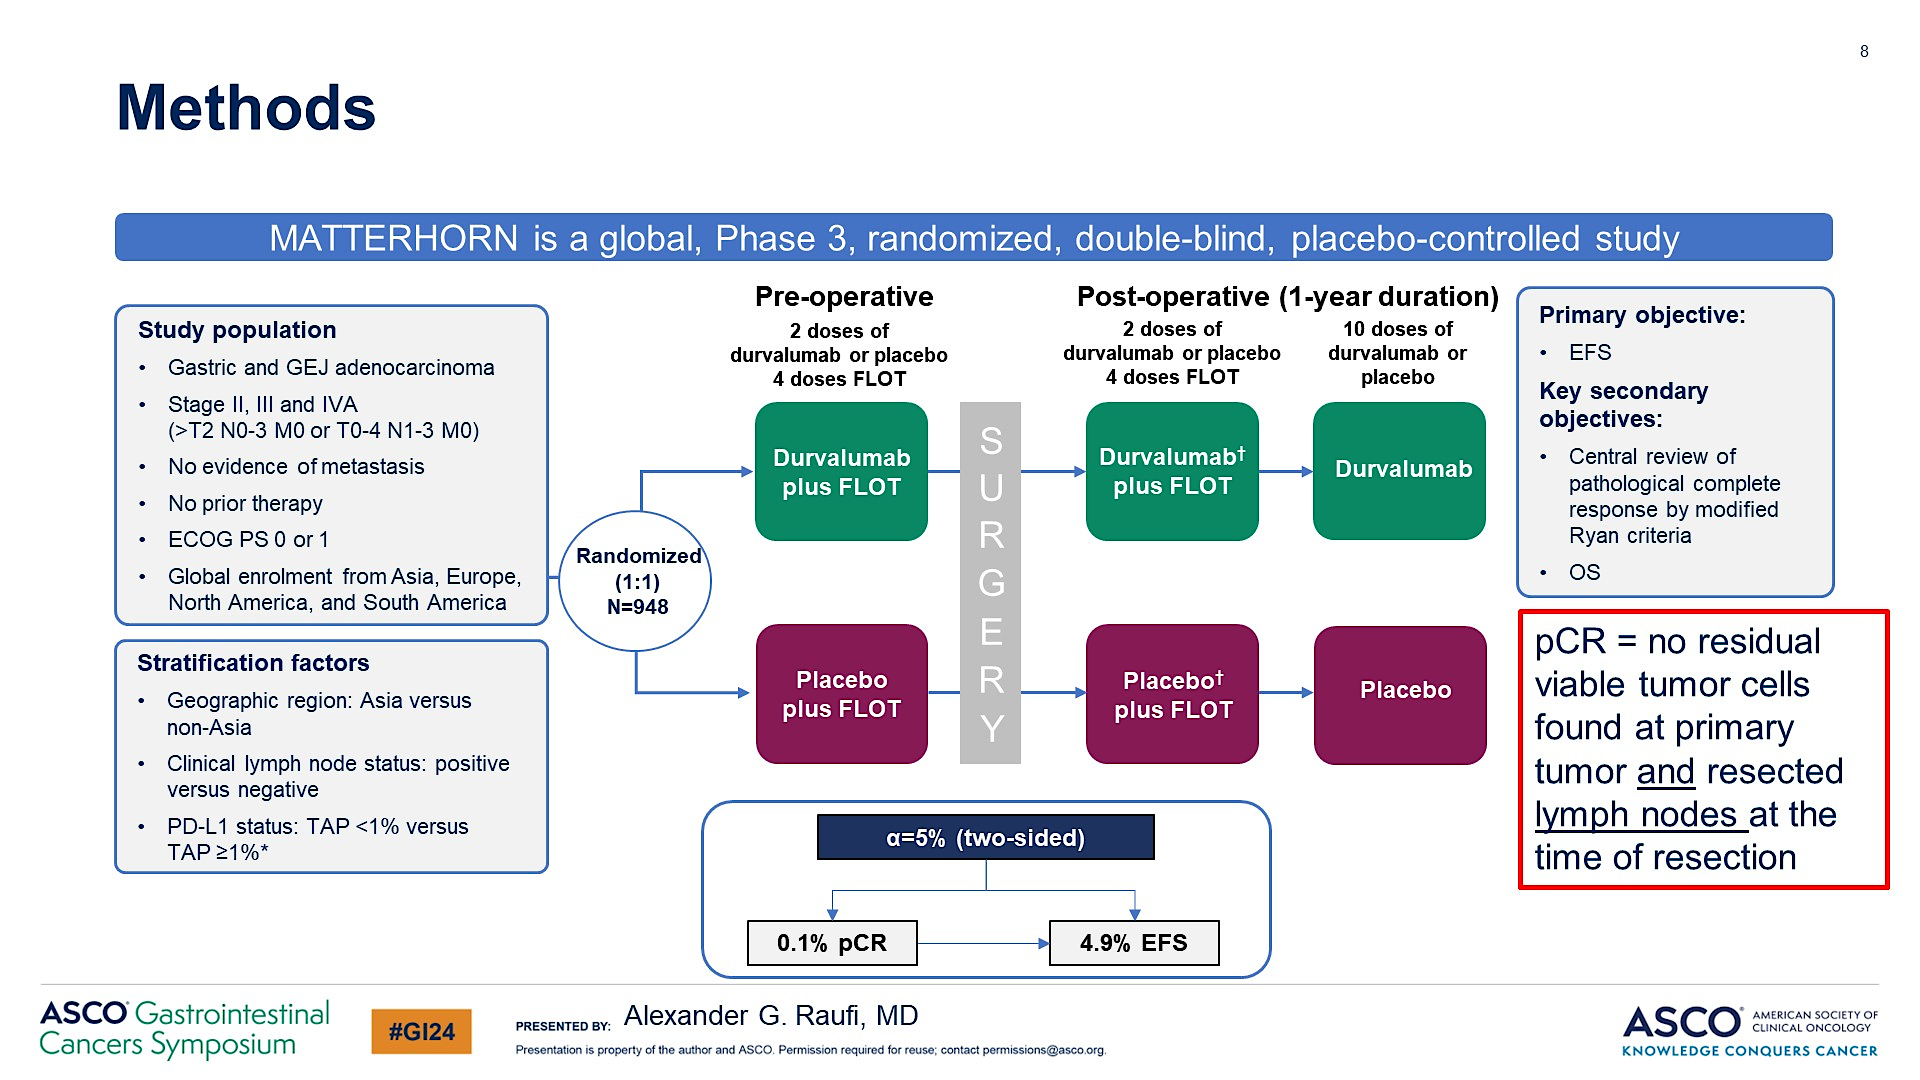 8
Methods
MATTERHORN is a global, Phase 3, randomized, double-blind, placebo-controlled study
Study population
• Gastric and GEJ adenocarcinoma
• Stage II, III and IVA
(>T2 N0-3 M0 or T0-4 N1-3 M0)
• No evidence of metastasis
• No prior therapy
• ECOG PS 0 or 1
• Global enrolment from Asia, Europe,
North America, and South America
Stratification factors
• Geographic region: Asia versus
non-Asia
• Clinical lymph node status: positive
versus negative
• PD-L1 status: TAP <1% versus
TAP ≥1%*
Randomized
(1:1)
N=948
Pre-operative
2 doses of
durvalumab or placebo
4 doses FLOT
Durvalumab
plus FLOT
Placebo
plus FLOT
SURGERY
Post-operative (1-year duration)
2 doses of
durvalumab or placebo
4 doses FLOT
10 doses of
durvalumab or
placebo
Durvalumab†
plus FLOT
Durvalumab
Placebo†
plus FLOT
Placebo
α=5% (two-sided)
0.1% pCR
4.9% EFS
Primary objective:
• EFS
Key secondary
objectives:
• Central review of
pathological complete
response by modified
Ryan criteria
• OS
pCR = no residual
viable tumor cells
found at primary
tumor and resected
lymph nodes at the
time of resection
ASCO Gastrointestinal
Cancers Symposium
#GI24
PRESENTED BY: Alexander G. Raufi, MD
Presentation is property of the author and ASCO. Permission required for reuse; contact permissions@asco.org.
ASCO AMERICAN SOCIETY OF
CLINICAL ONCOLOGY
KNOWLEDGE CONQUERS CANCER